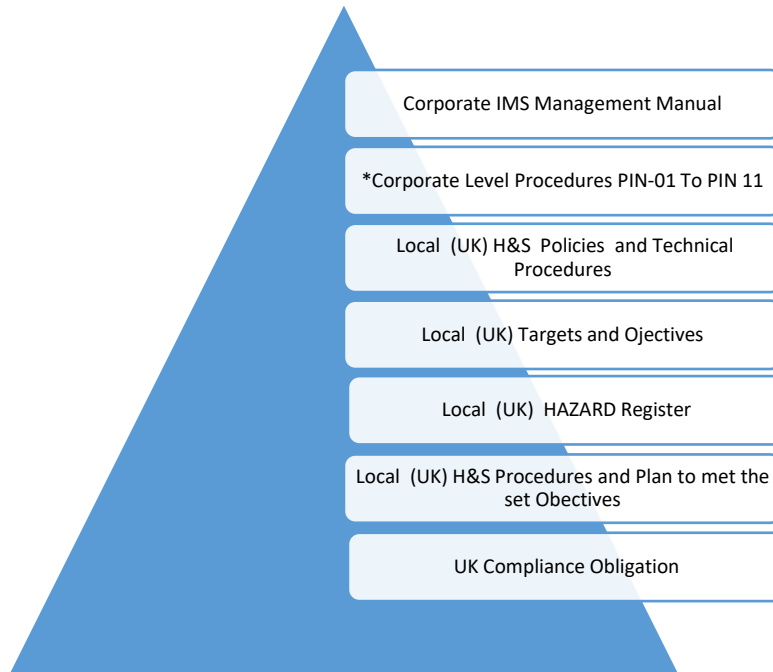 Corporate IMS Management Manual
*Corporate Level Procedures PIN-01 To PIN 11
Local (UK) H&S Policies and Technical
Procedures
Local (UK) Targets and Ojectives
Local (UK) HAZARD Register
Local (UK) H&S Procedures and Plan to met the
set Obectives
UK Compliance Obligation